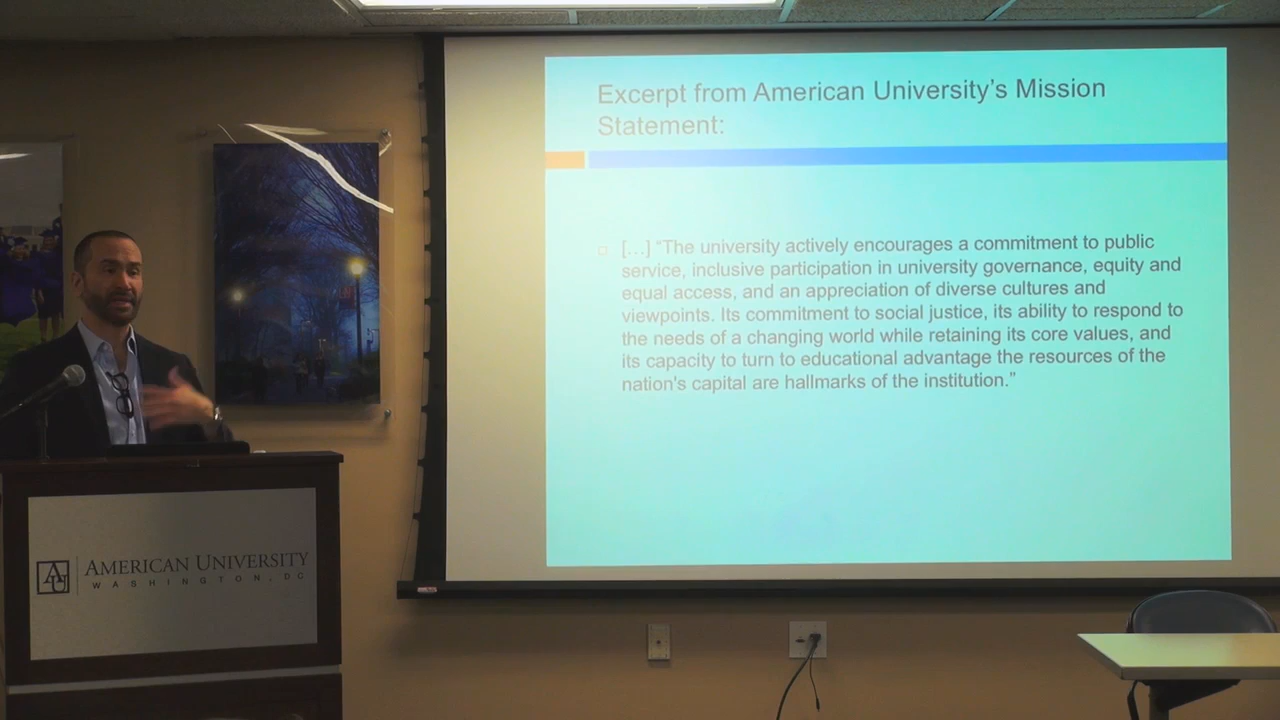 Excerpt from American University's Mission
Statement:
[...] “The university actively encourages a commitment to public
service, inclusive participation in university governance, equity and
equal access, and an appreciation of diverse cultures and
viewpoints. Its commitment to social justice, its ability to respond to
the needs of a changing world while retaining its core values, and
its capacity to turn to educational advantage the resources of the
nation's capital are hallmarks of the institution.”
AU
AMERICAN UNIVERSITY
WASHINGTON, DC